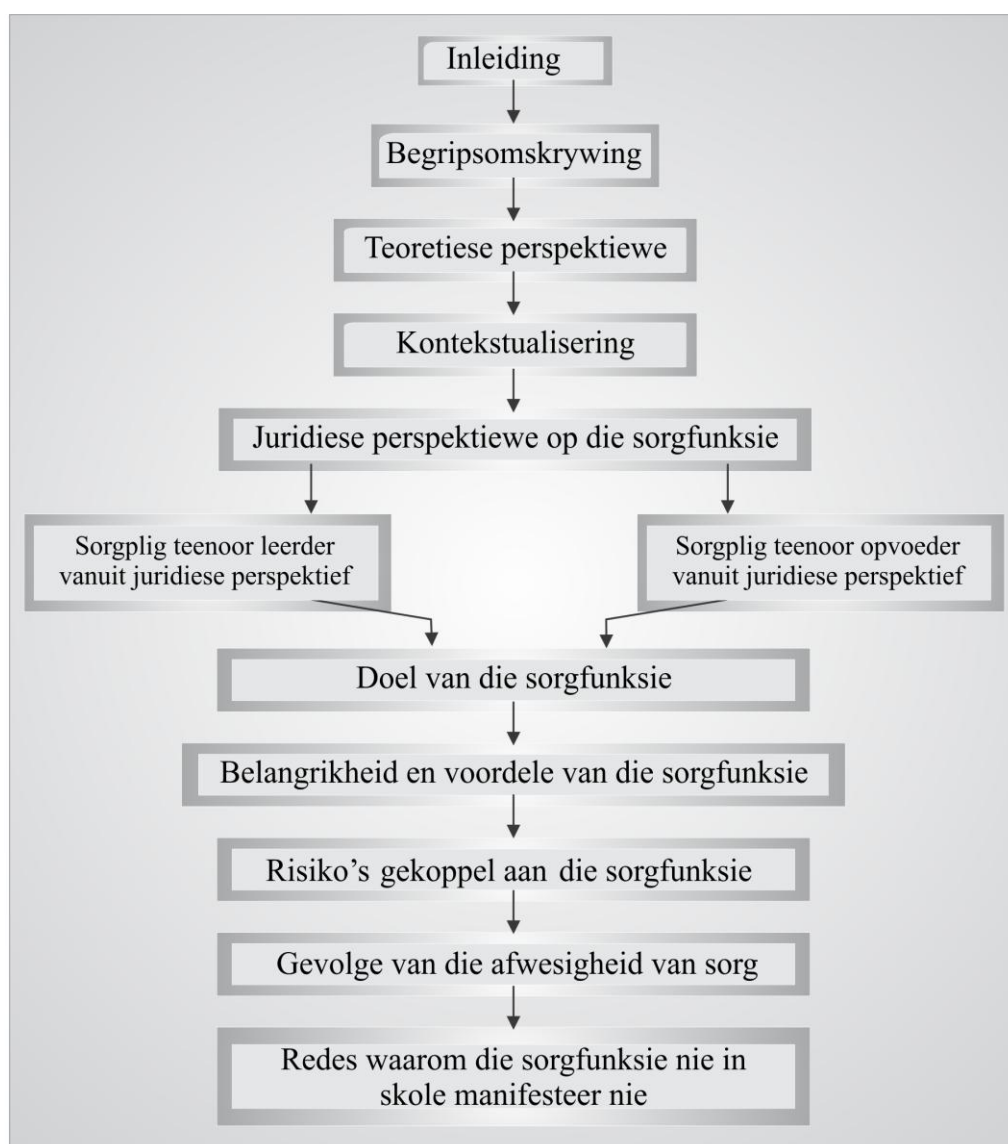 Inleiding
Begripsomskrywing
Teoretiese perspektiewe
Kontekstualisering
Juridiese perspektiewe op die sorgfunksie
Sorgplig teenoor leerder
vanuit juridiese perspektief
Sorgplig teenoor opvoeder
vanuit juridiese perspektief
Doel van die sorgfunksie
Belangrikheid en voordele van die sorgfunksie
Risiko’s gekoppel aan die sorgfunksie
Gevolge van die afwesigheid van sorg
Redes waarom die sorgfunksie nie in
skole manifesteer nie